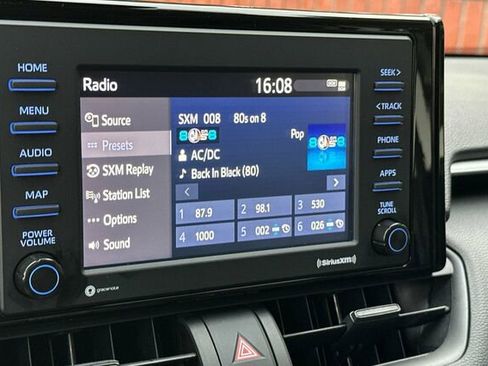 HOME
MENU
AUDIO
MAP
POWER
VOLUME
gracenote
Radio
16:08
Source
Presets
SXM Replay
Station List
Options
Sound
SXM 008 80s on 8
Pop
AC/DC
Back In Black (80)
1 87.9
2 98.1
3 530
4 1000
5 002
6 026
SEEK >
< TRACK
PHONE
APPS
TUNE
SCROLL
((SiriusXM))